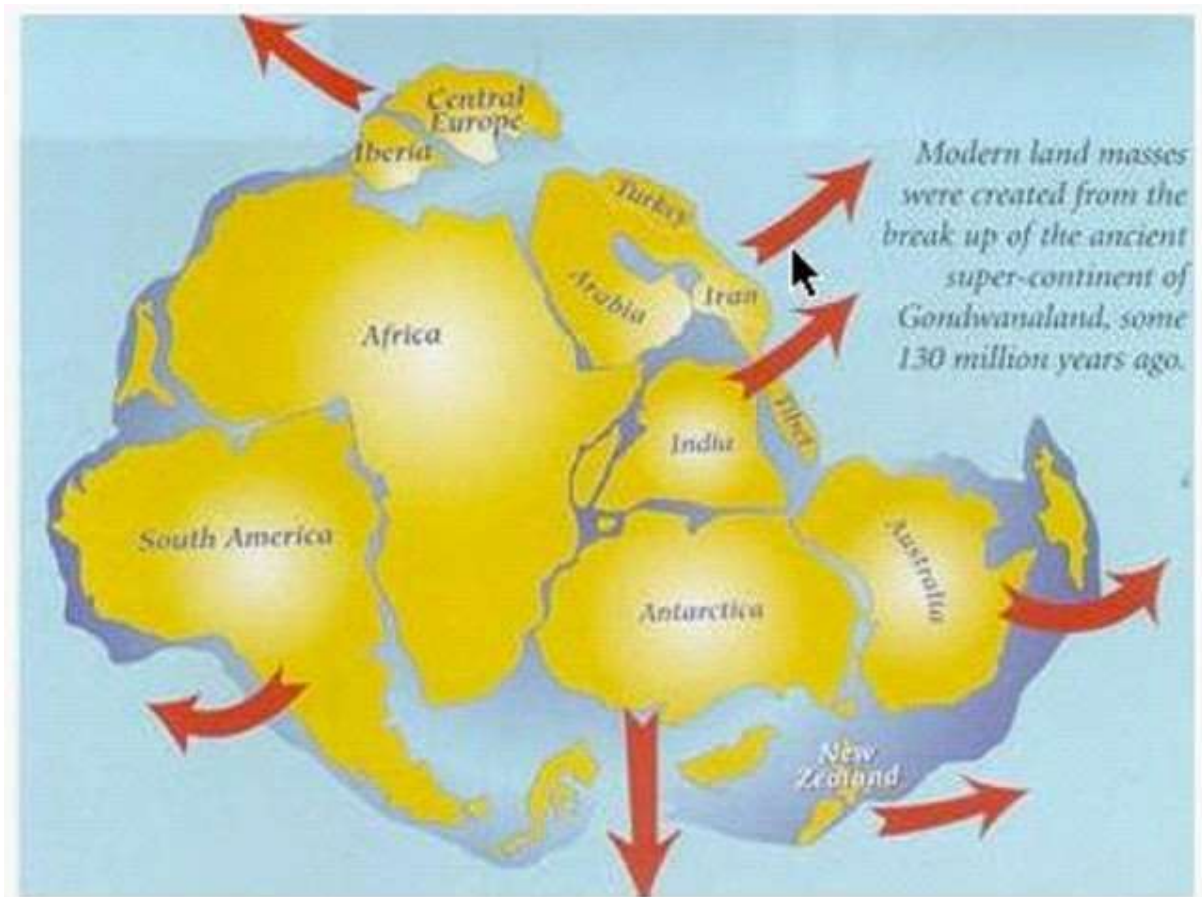 Central
Europe
Iberia
Turkey
Modern land masses
were created from the
break up of the ancient
super-continent of
Gondwanaland, some
130 million years ago.
Arabia
Iran
Africa
Tibet
India
South America
Australia
Antarctica
New
Zealand